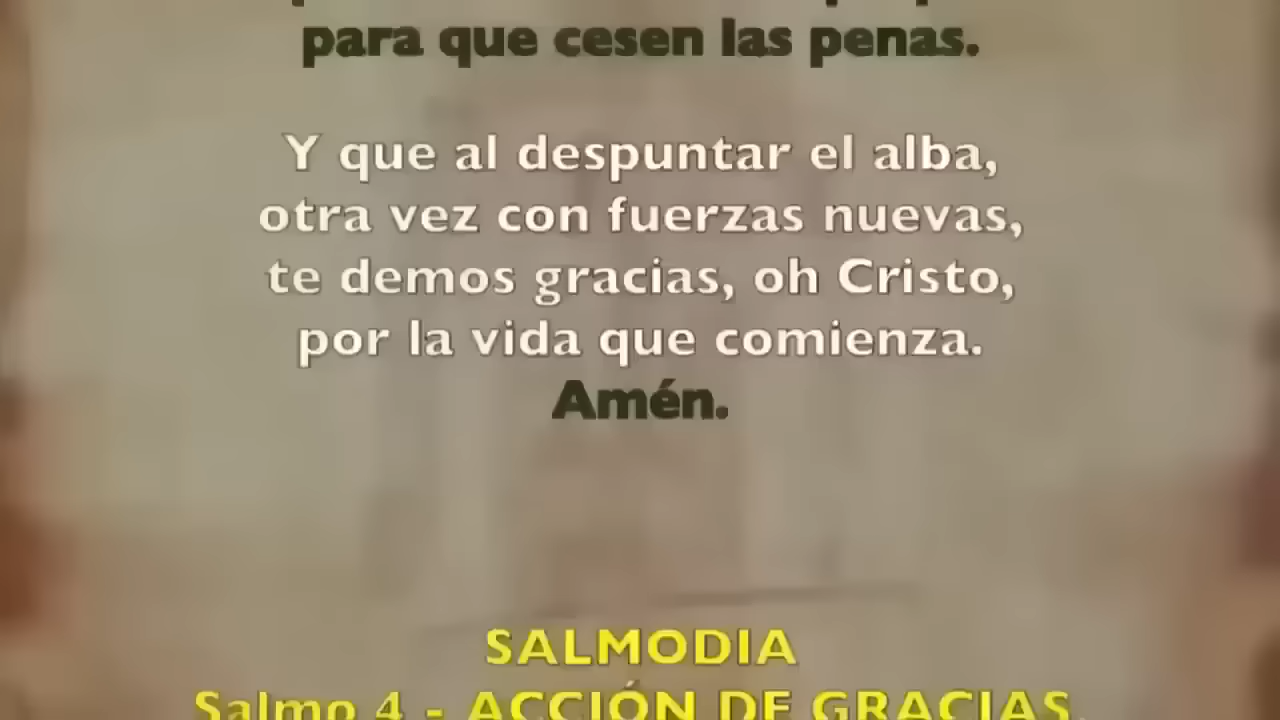 para que cesen las penas.
Y que al despuntar el alba,
otra vez con fuerzas nuevas,
te demos gracias, oh Cristo,
por la vida que comienza.
Amén.
SALMODIA
Salmo 4 - ACCIÓN DE GRACIAS.